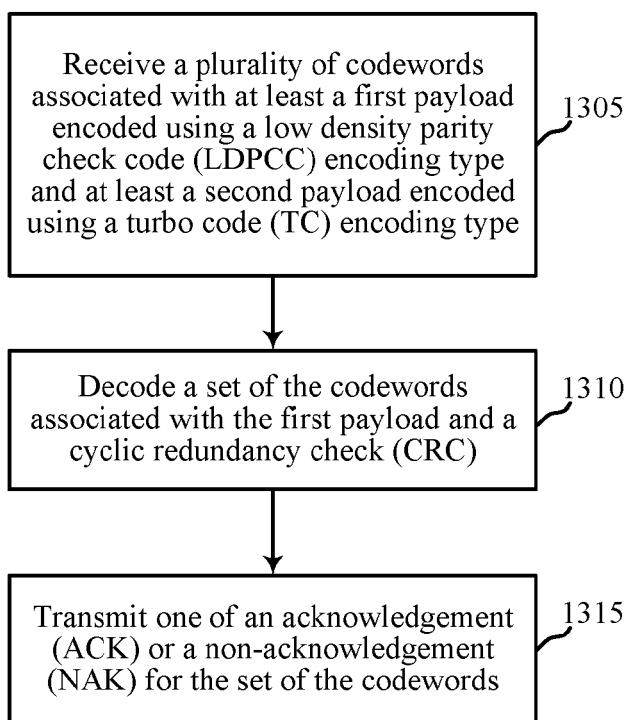 Receive a plurality of codewords
associated with at least a first payload
encoded using a low density parity
check code (LDPCC) encoding type
and at least a second payload encoded
using a turbo code (TC) encoding type
1305
Decode a set of the codewords
associated with the first payload and a
cyclic redundancy check (CRC)
1310
Transmit one of an acknowledgement
(ACK) or a non-acknowledgement
(NAK) for the set of the codewords
1315